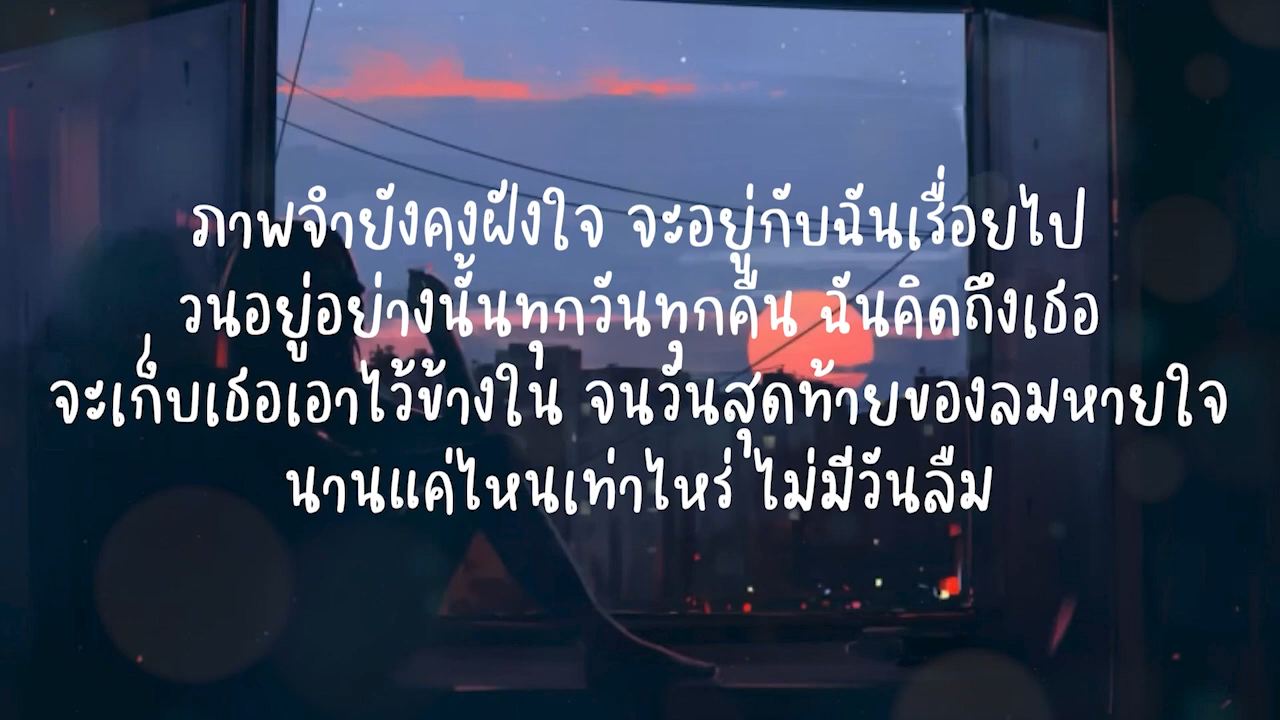 ภาพจำยังคงฝังใจ จะอยู่กับฉันเรื่อยไป
วนอยู่อย่างนั้นทุกวันทุกคืน ฉันคิดถึงเธอ
จะเก็บเธอเอาไว้ข้างใน จนวันสุดท้ายของลมหายใจ
นานแค่ไหนเท่าไหร่ ไม่มีวันลืม